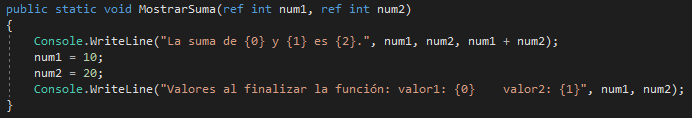 public static void MostrarSuma(ref int num1, ref int num2)
{
    Console.WriteLine("La suma de {0} y {1} es {2}.", num1, num2, num1 + num2);
    num1 = 10;
    num2 = 20;
    Console.WriteLine("Valores al finalizar la función: valor1: {0}    valor2: {1}", num1, num2);
}